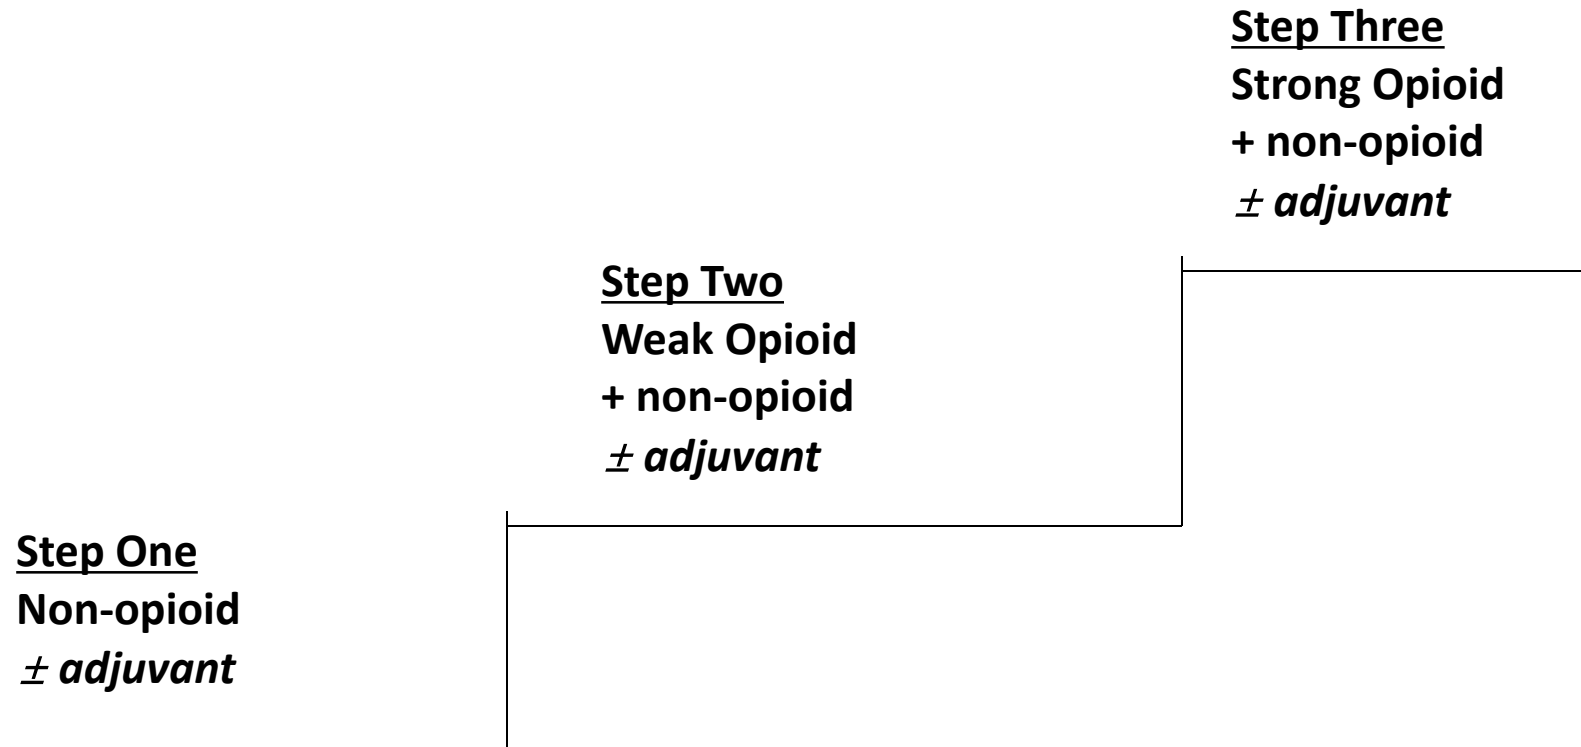 Step Three
Strong Opioid
+ non-opioid
± adjuvant
Step Two
Weak Opioid
+ non-opioid
± adjuvant
Step One
Non-opioid
± adjuvant